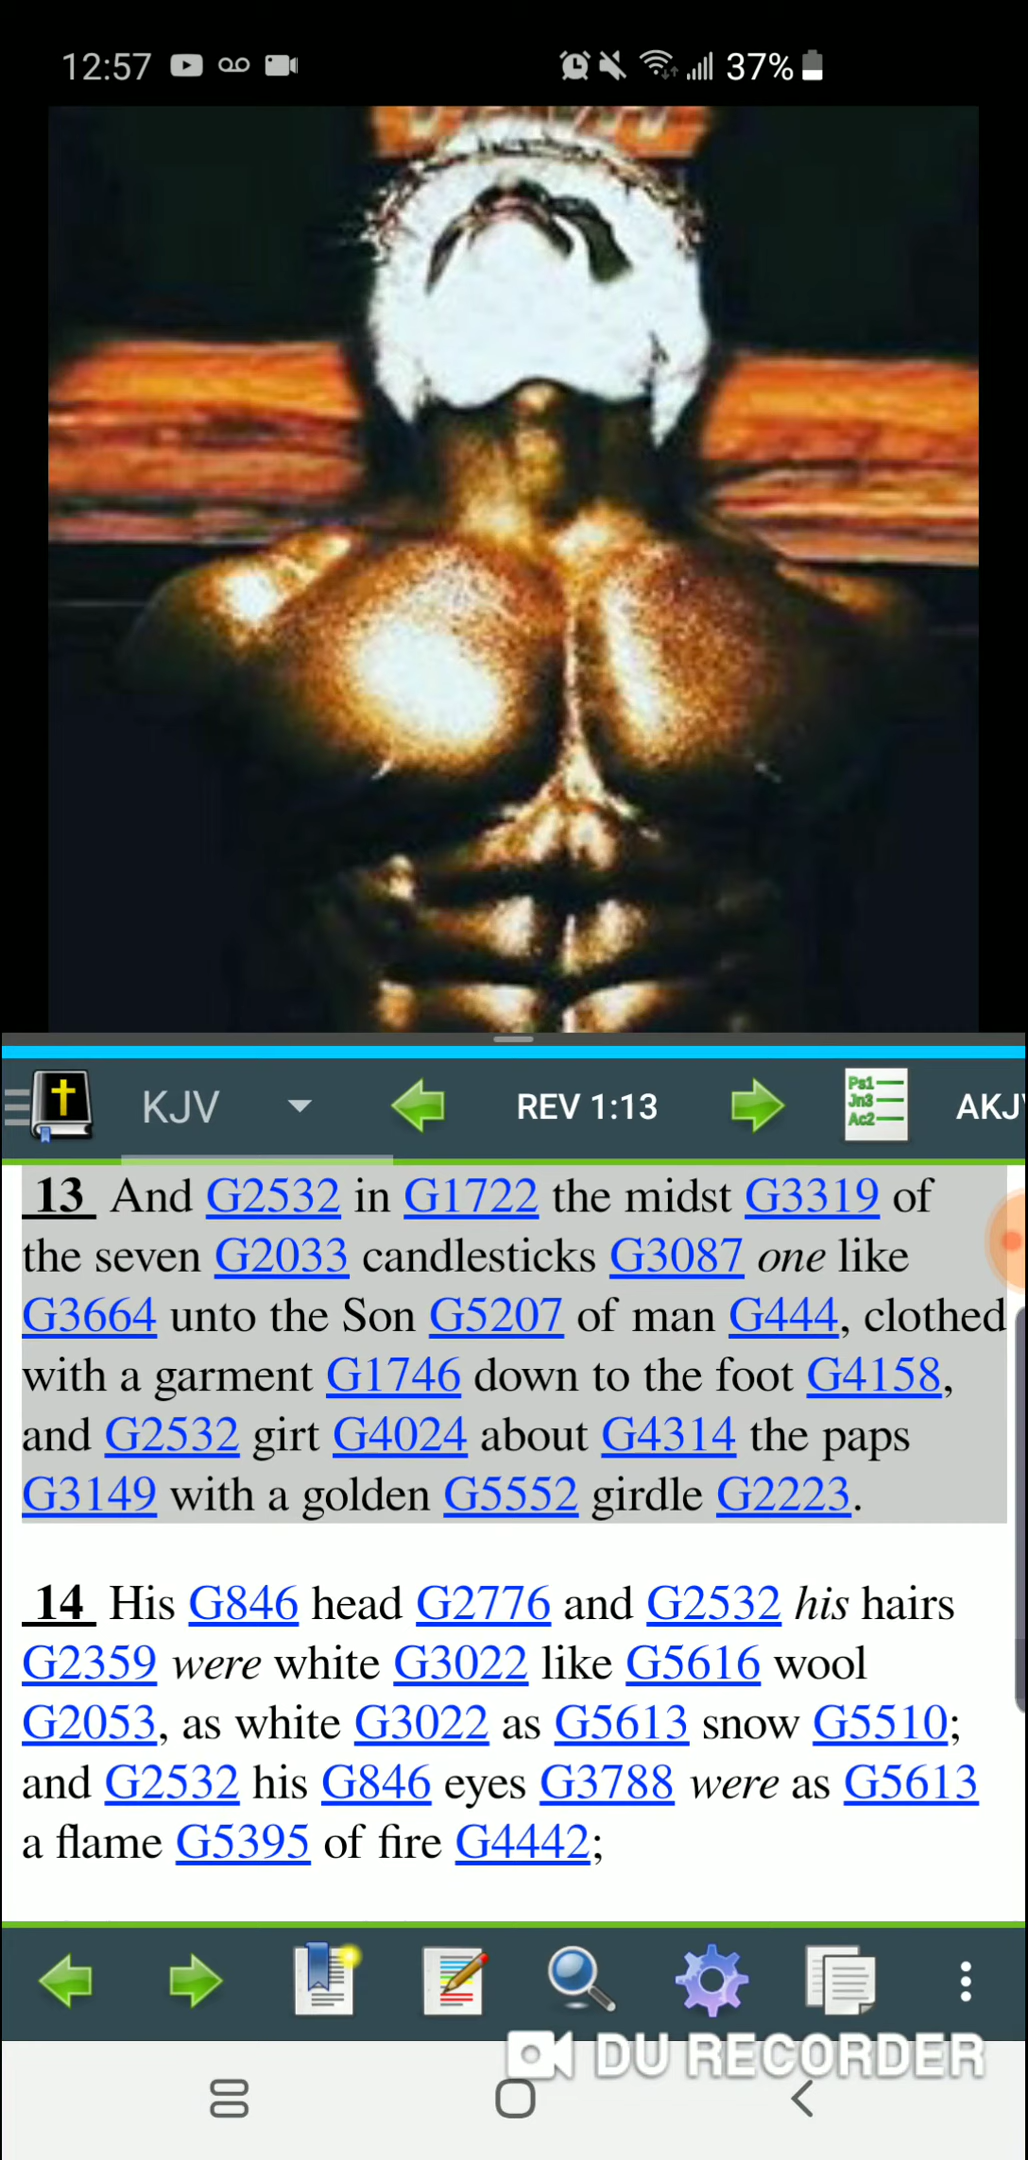 12:57 37%
KJV REV 1:13 Ps1 Jn3 Ac2 AKJV
13 And G2532 in G1722 the midst G3319 of
the seven G2033 candlesticks G3087 one like
G3664 unto the Son G5207 of man G444, clothed
with a garment G1746 down to the foot G4158,
and G2532 girt G4024 about G4314 the paps
G3149 with a golden G5552 girdle G2223.
14 His G846 head G2776 and G2532 his hairs
G2359 were white G3022 like G5616 wool
G2053, as white G3022 as G5613 snow G5510;
and G2532 his G846 eyes G3788 were as G5613
a flame G5395 of fire G4442;
DU RECORDER